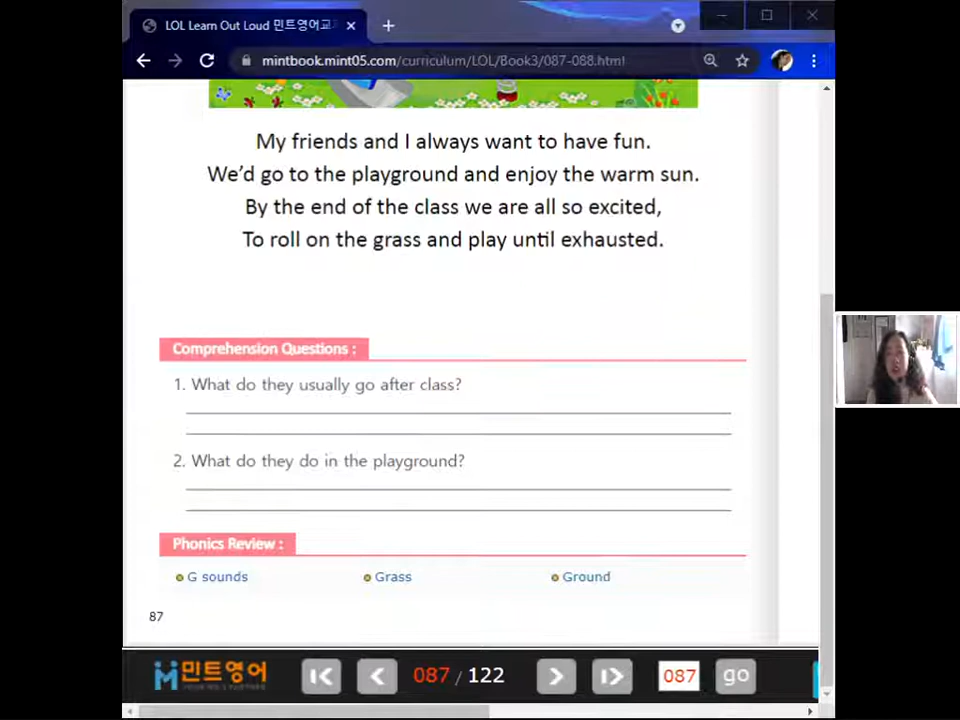 LOL Learn Out Loud 민트영어교
mintbook.mint05.com/curriculum/LOL/Book3/087-088.html
My friends and I always want to have fun.
We'd go to the playground and enjoy the warm sun.
By the end of the class we are all so excited,
To roll on the grass and play until exhausted.
Comprehension Questions :
1. What do they usually go after class?
2. What do they do in the playground?
Phonics Review :
G sounds Grass Ground
87
민트영어
087 / 122 087 go